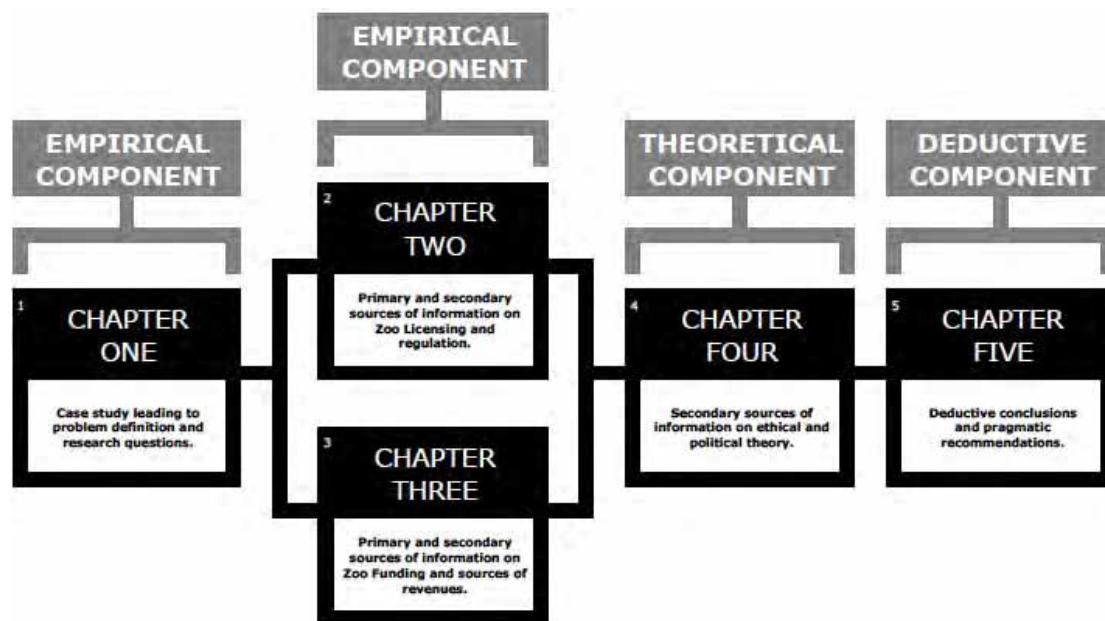 EMPIRICAL
COMPONENT
EMPIRICAL
COMPONENT
1
CHAPTER
ONE
Case study leading to
problem definition and
research questions.
2
CHAPTER
TWO
Primary and secondary
sources of information on
Zoo Licensing and
regulation.
3
CHAPTER
THREE
Primary and secondary
sources of information on
Zoo Funding and sources of
revenues.
THEORETICAL
COMPONENT
4
CHAPTER
FOUR
Secondary sources of
information on ethical and
political theory.
DEDUCTIVE
COMPONENT
5
CHAPTER
FIVE
Deductive conclusions
and pragmatic
recommendations.